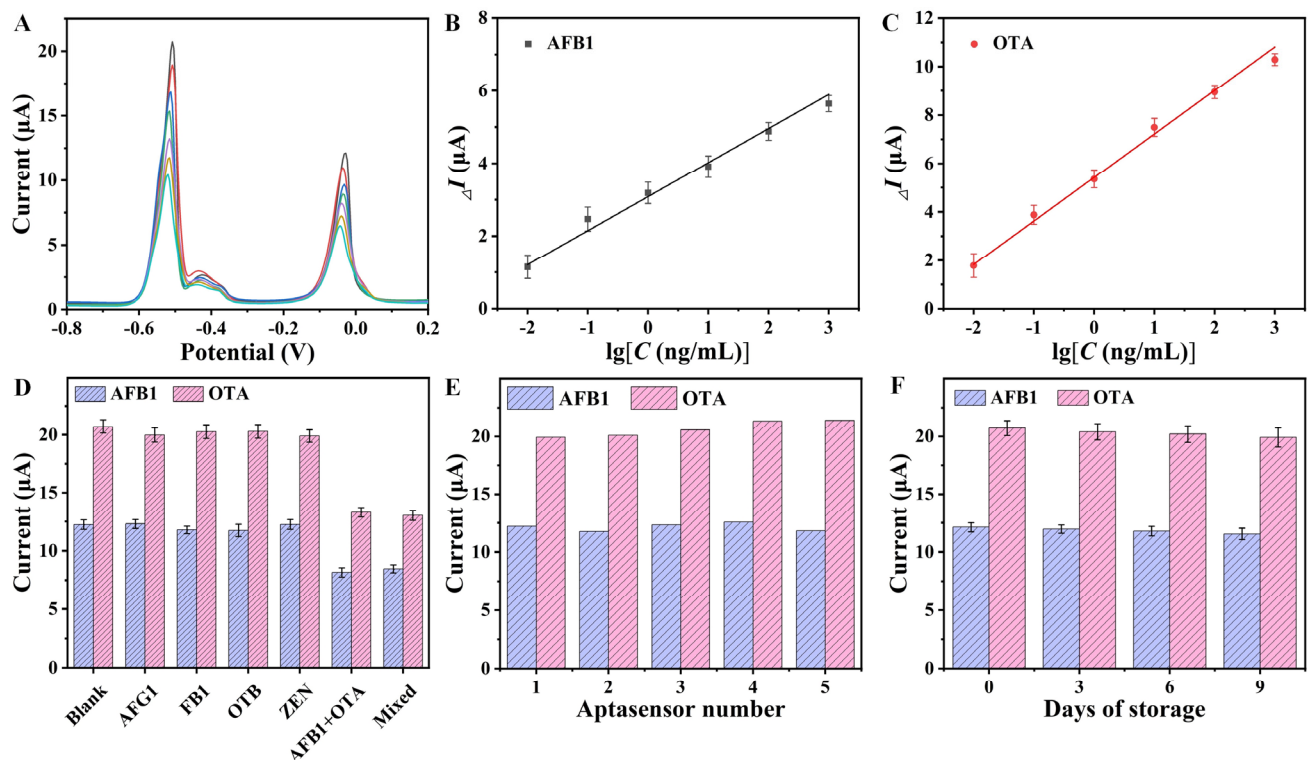 A
20
15
10
5
0
-0.8
-0.6
-0.4
-0.2
0.0
0.2
Current (μA)
Potential (V)
B
AFB1
8
6
4
2
0
-2
-1
0
1
2
3
△I (μA)
lg[C (ng/mL)]
C
OTA
12
10
8
6
4
2
0
-2
-1
0
1
2
3
△I (μA)
lg[C (ng/mL)]
D
AFB1
OTA
25
20
15
10
5
0
Current (μA)
Blank
AFG1
FB1
OTB
ZEN
AFB1+OTA
Mixed
E
AFB1
OTA
25
20
15
10
5
0
Current (μA)
1
2
3
4
5
Aptasensor number
F
AFB1
OTA
25
20
15
10
5
0
Current (μA)
0
3
6
9
Days of storage